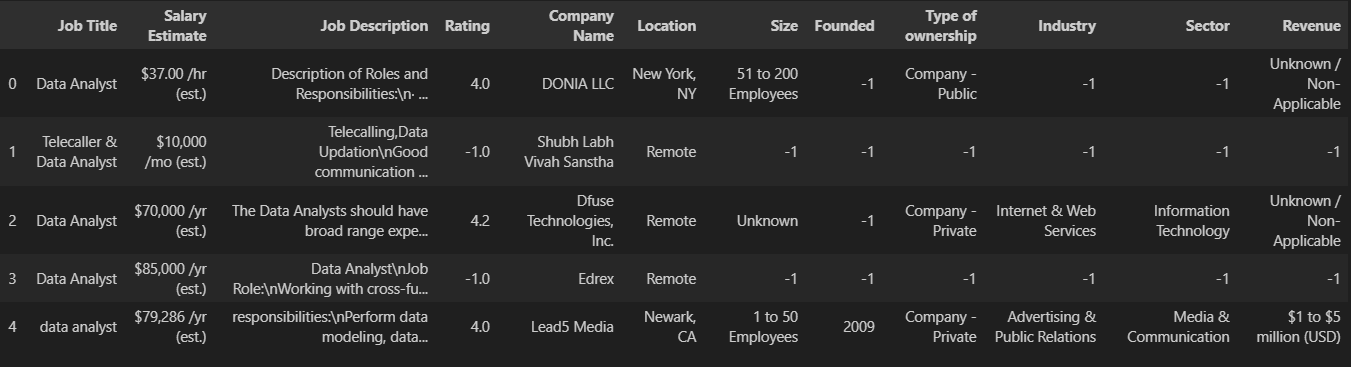 Job Title Salary Estimate Job Description Rating Company Name Location Size Founded Type of ownership Industry Sector Revenue
0 Data Analyst $37.00 /hr (est.) Description of Roles and Responsibilities:\n· ... 4.0 DONIA LLC New York, NY 51 to 200 Employees -1 Company - Public -1 -1 Unknown / Non-Applicable
1 Telecaller & Data Analyst $10,000 /mo (est.) Telecalling,Data Updation\nGood communication ... -1.0 Shubh Labh Vivah Sanstha Remote -1 -1 -1 -1 -1 -1
2 Data Analyst $70,000 /yr (est.) The Data Analysts should have broad range expe... 4.2 Dfuse Technologies, Inc. Remote Unknown -1 Company - Private Internet & Web Services Information Technology Unknown / Non-Applicable
3 Data Analyst $85,000 /yr (est.) Data Analyst\nJob Role:\nWorking with cross-fu... -1.0 Edrex Remote -1 -1 -1 -1 -1 -1
4 data analyst $79,286 /yr (est.) responsibilities:\nPerform data modeling, data... 4.0 Lead5 Media Newark, CA 1 to 50 Employees 2009 Company - Private Advertising & Public Relations Media & Communication $1 to $5 million (USD)